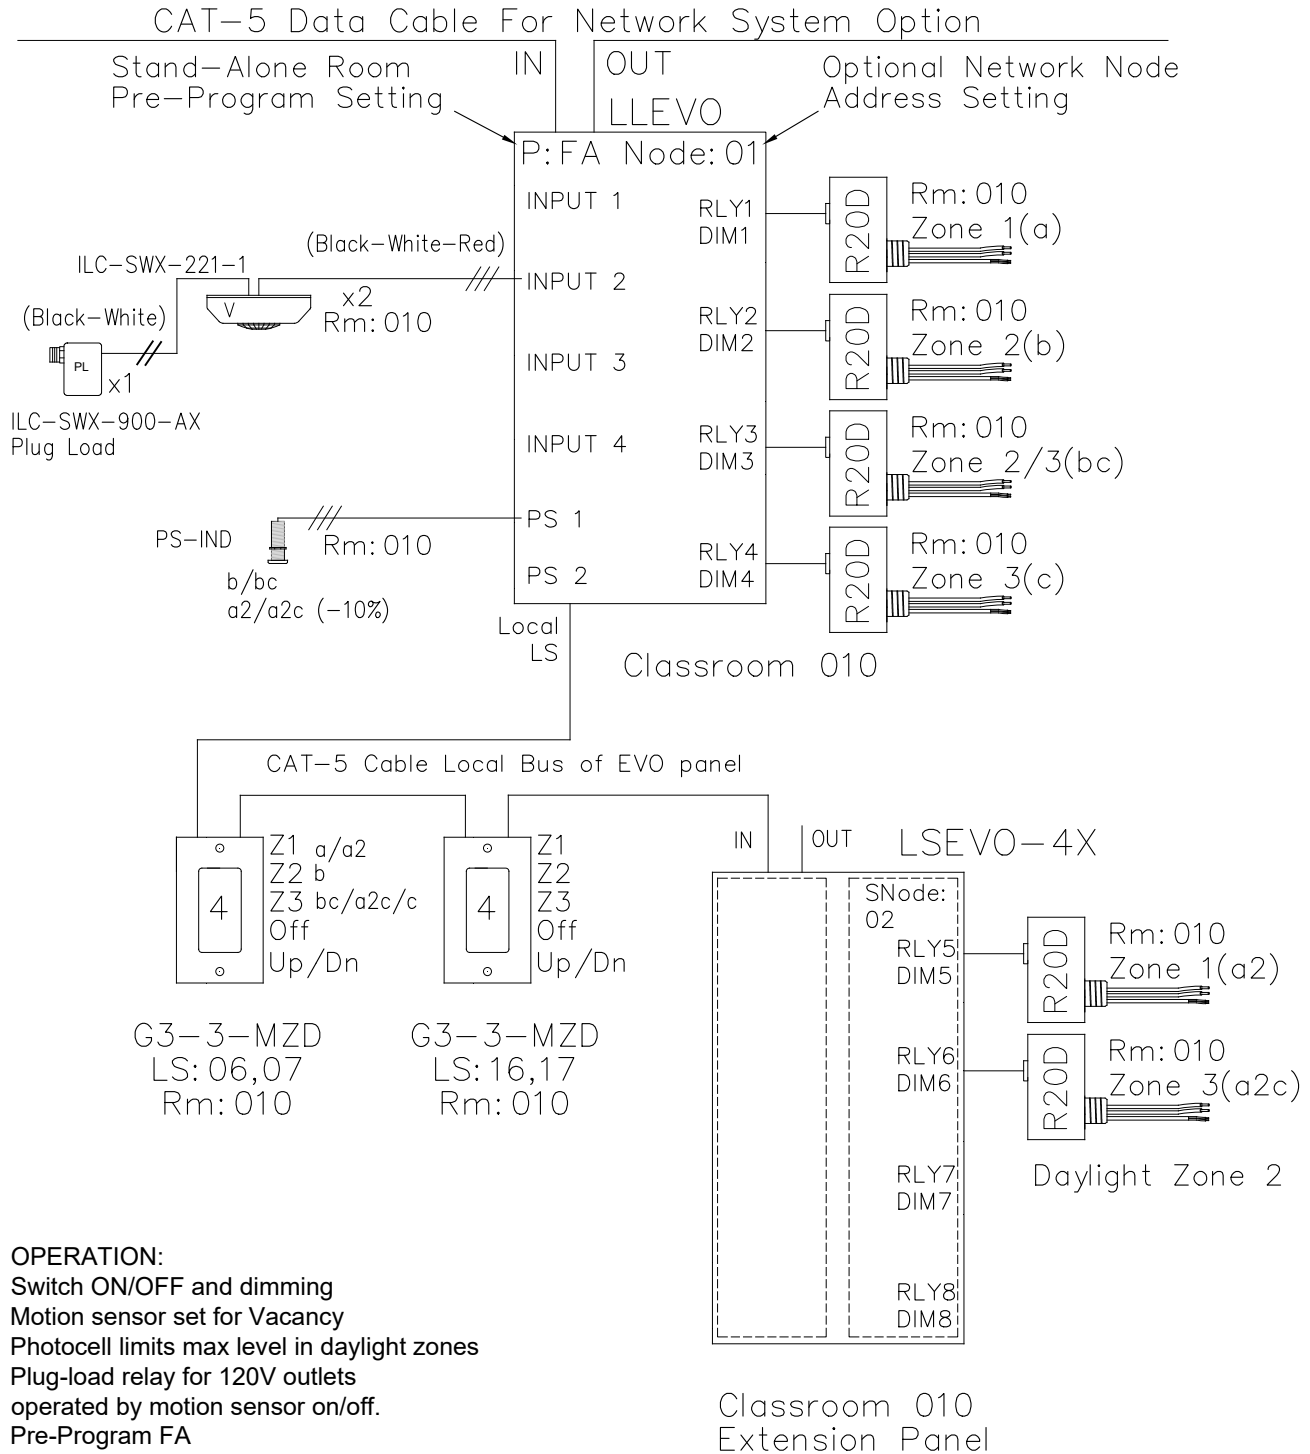 CAT-5 Data Cable For Network System Option
Stand-Alone Room
Pre-Program Setting
IN
OUT
Optional Network Node
Address Setting
LLEVO
P:FA Node:01
INPUT 1
INPUT 2
INPUT 3
INPUT 4
PS 1
PS 2
RLY1
DIM1
RLY2
DIM2
RLY3
DIM3
RLY4
DIM4
R20D
Rm:010
Zone 1(a)
R20D
Rm:010
Zone 2(b)
R20D
Rm:010
Zone 2/3(bc)
R20D
Rm:010
Zone 3(c)
(Black-White-Red)
ILC-SWX-221-1
V
x2
Rm:010
(Black-White)
PL
x1
ILC-SWX-900-AX
Plug Load
PS-IND
Rm:010
b/bc
a2/a2c (-10%)
Local
LS
Classroom 010
CAT-5 Cable Local Bus of EVO panel
4
Z1 a/a2
Z2 b
Z3 bc/a2c/c
Off
Up/Dn
G3-3-MZD
LS:06,07
Rm:010
4
Z1
Z2
Z3
Off
Up/Dn
G3-3-MZD
LS:16,17
Rm:010
IN
OUT
LSEVO-4X
SNode:
02
RLY5
DIM5
RLY6
DIM6
RLY7
DIM7
RLY8
DIM8
R20D
Rm:010
Zone 1(a2)
R20D
Rm:010
Zone 3(a2c)
Daylight Zone 2
Classroom 010
Extension Panel
OPERATION:
Switch ON/OFF and dimming
Motion sensor set for Vacancy
Photocell limits max level in daylight zones
Plug-load relay for 120V outlets
operated by motion sensor on/off.
Pre-Program FA